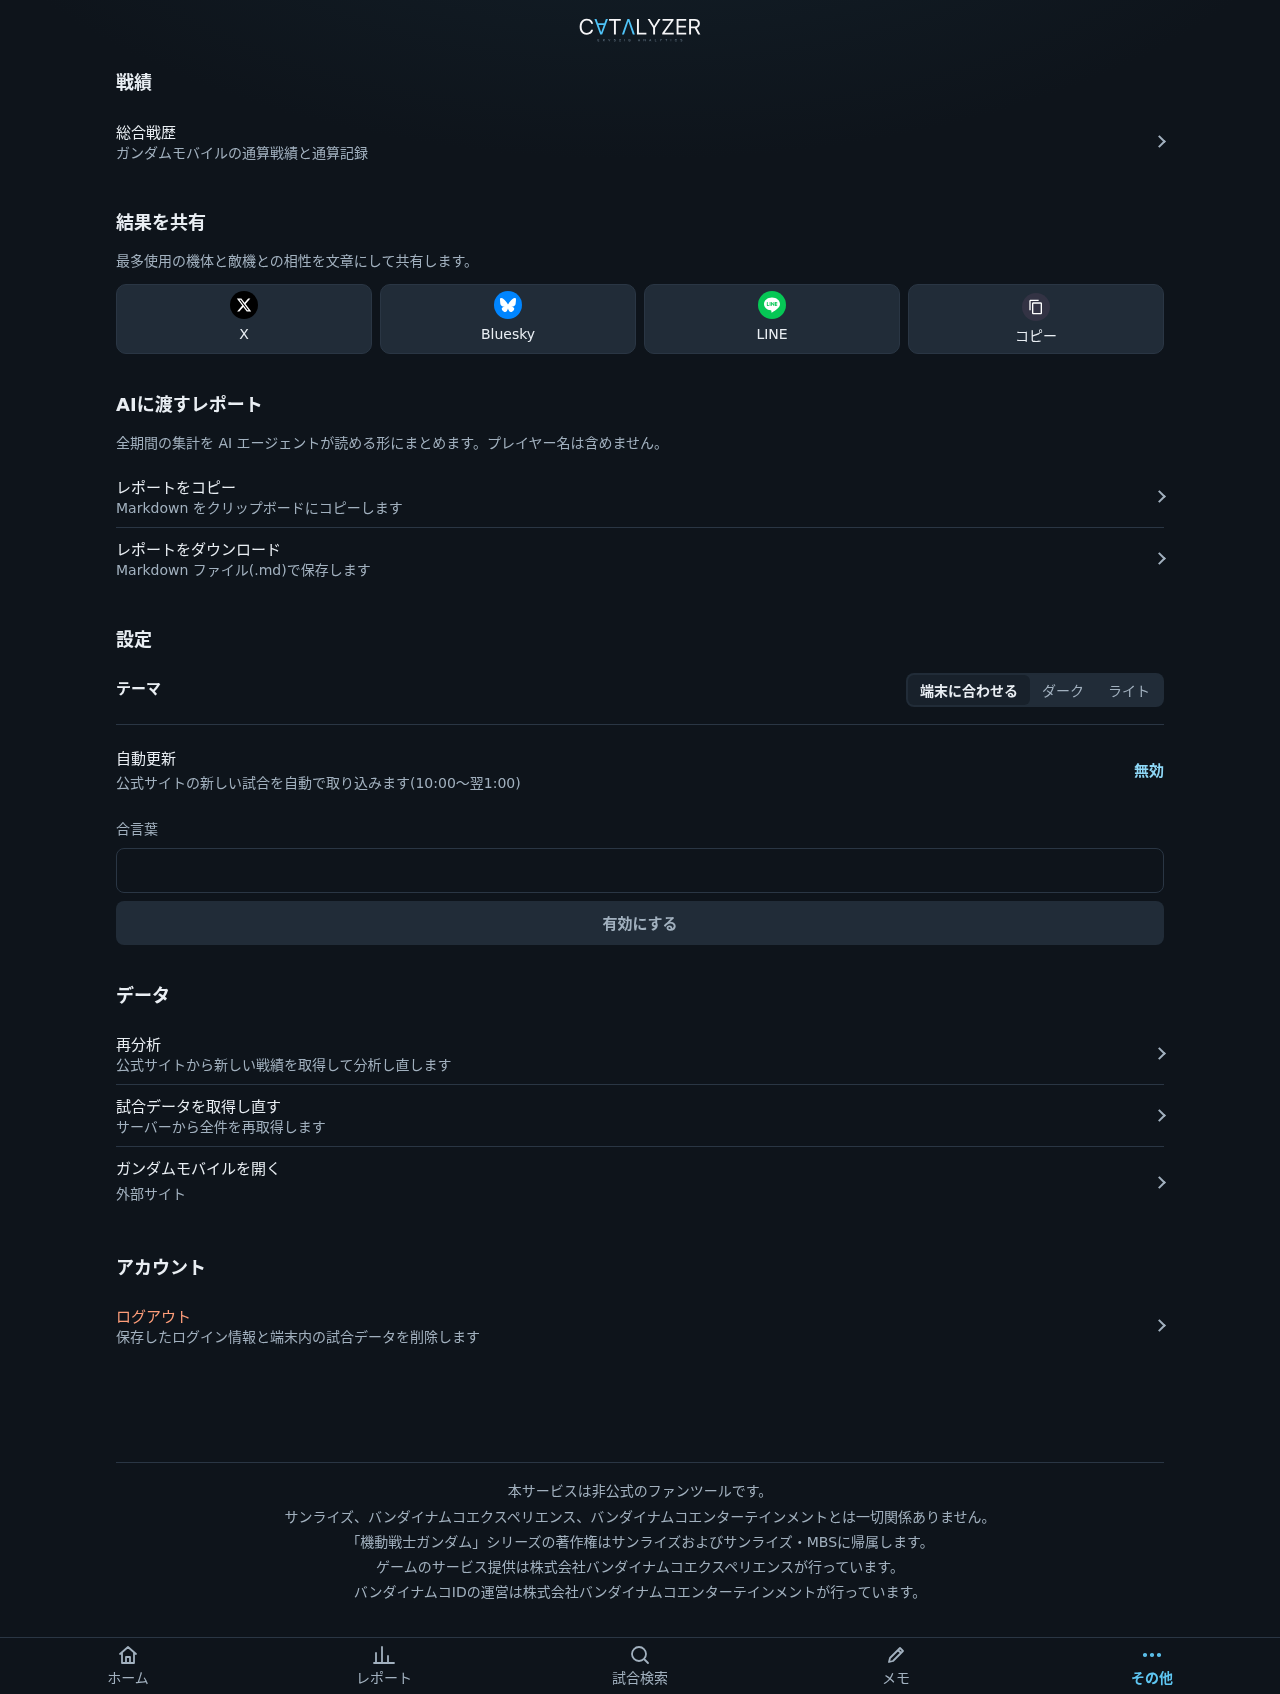 C∀TΛLYZER
戦績
総合戦歴
ガンダムモバイルの通算戦績と通算記録
結果を共有
最多使用の機体と敵機との相性を文章にして共有します。
X
Bluesky
LINE
LINE
コピー
AIに渡すレポート
全期間の集計を AI エージェントが読める形にまとめます。プレイヤー名は含めません。
レポートをコピー
Markdown をクリップボードにコピーします
レポートをダウンロード
Markdown ファイル(.md)で保存します
設定
テーマ
端末に合わせる
ダーク
ライト
自動更新
公式サイトの新しい試合を自動で取り込みます(10:00〜翌1:00)
無効
合言葉
有効にする
データ
再分析
公式サイトから新しい戦績を取得して分析し直します
試合データを取得し直す
サーバーから全件を再取得します
ガンダムモバイルを開く
外部サイト
アカウント
ログアウト
保存したログイン情報と端末内の試合データを削除します
本サービスは非公式のファンツールです。
サンライズ、バンダイナムコエクスペリエンス、バンダイナムコエンターテインメントとは一切関係ありません。
「機動戦士ガンダム」シリーズの著作権はサンライズおよびサンライズ・MBSに帰属します。
ゲームのサービス提供は株式会社バンダイナムコエクスペリエンスが行っています。
バンダイナムコIDの運営は株式会社バンダイナムコエンターテインメントが行っています。
ホーム
レポート
試合検索
メモ
その他